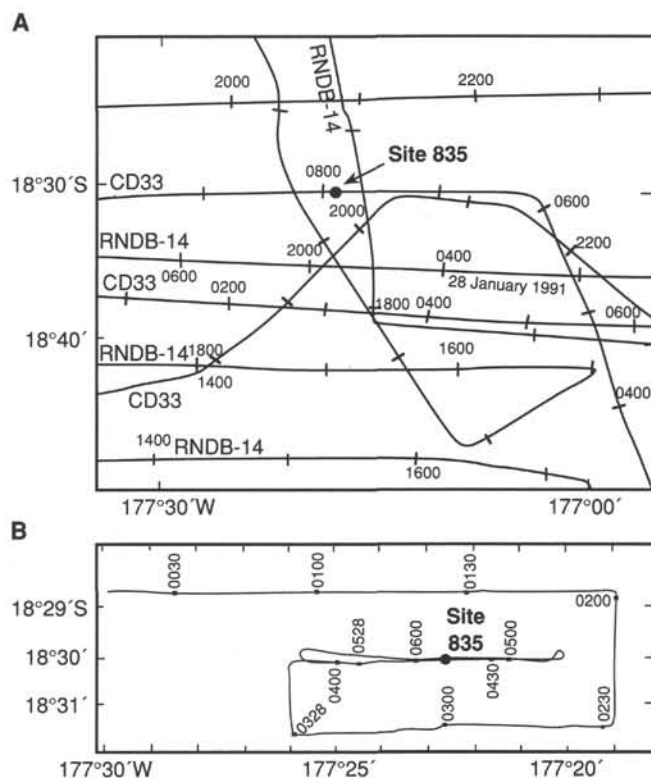 A
2000
2200
RNDB-14
RNDB-14
Site 835
18°30´S
0800
CD33
2000
0600
RNDB-14
2000
0400
2200
0600
28 January 1991
CD33
0200
1800
0400
0600
18°40´
RNDB-14
1800
1600
1400
0400
CD33
1400
RNDB-14
1600
177°30´W
177°00´
B
0030
0100
0130
18°29´S
0200
0528
0600
Site
835
0500
18°30´
0400
0430
18°31´
0328
0300
0230
177°30´W
177°25´
177°20´